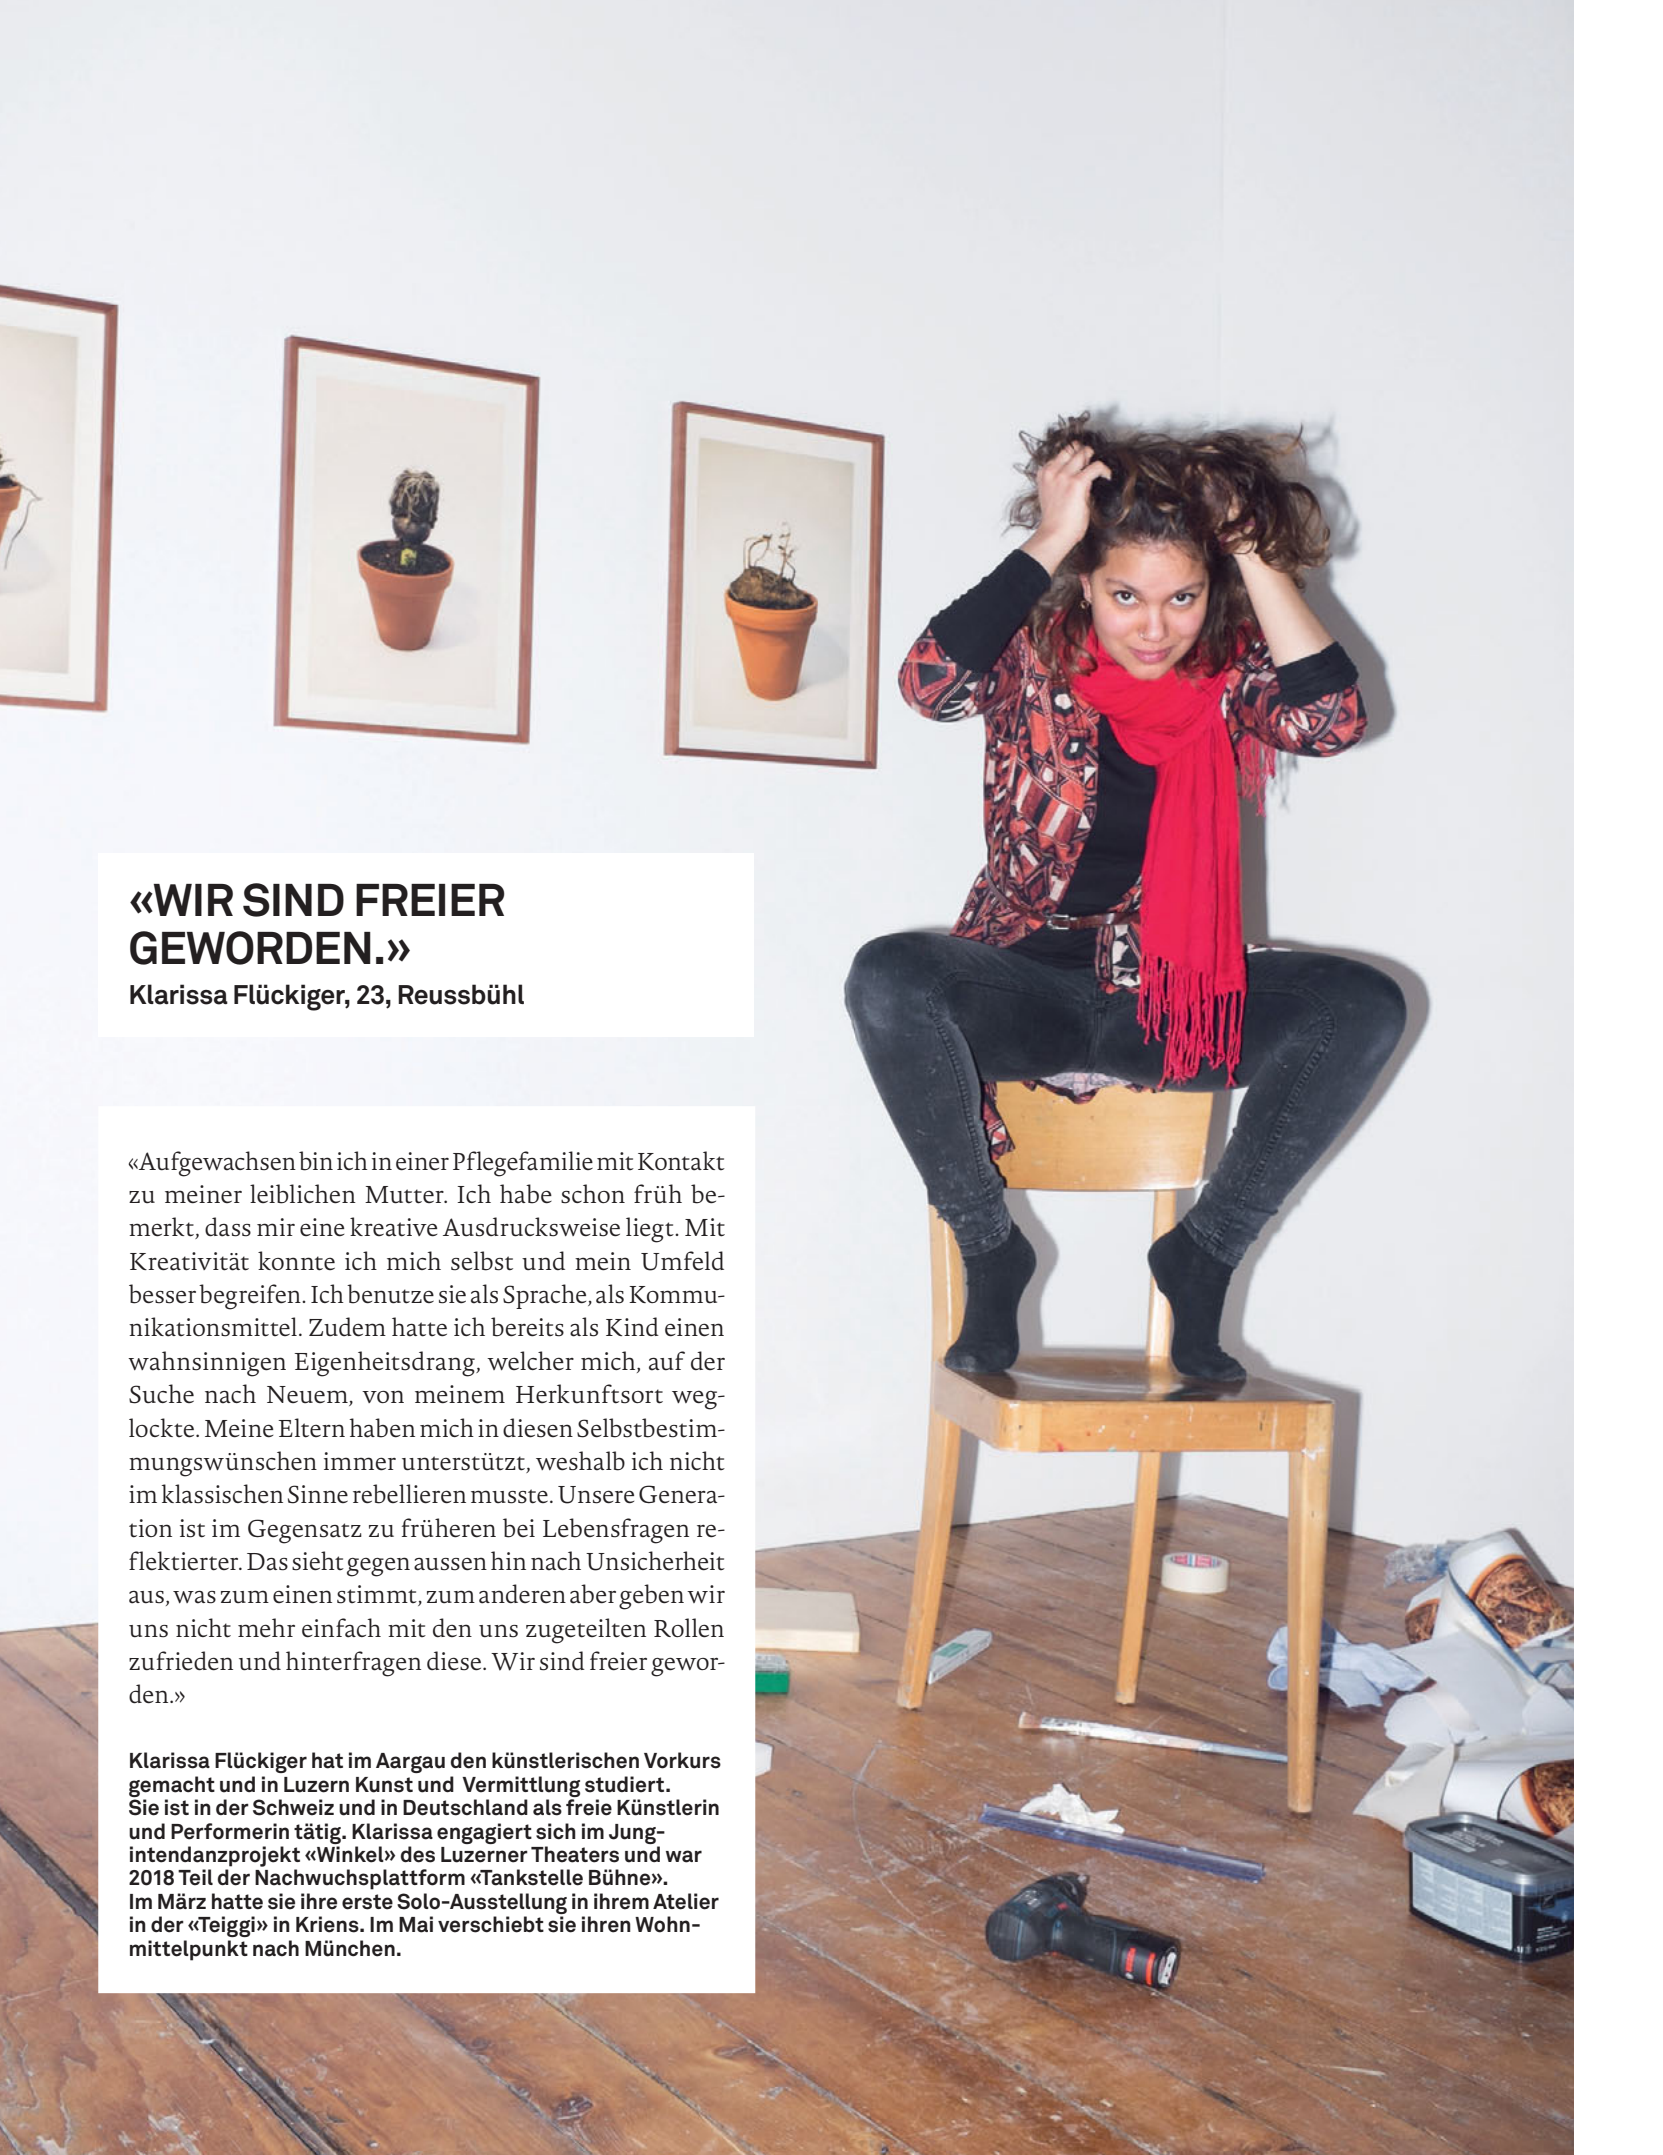 «WIR SIND FREIER
GEWORDEN.»
Klarissa Flückiger, 23, Reussbühl
«Aufgewachsen bin ich in einer Pflegefamilie mit Kontakt
zu meiner leiblichen Mutter. Ich habe schon früh be-
merkt, dass mir eine kreative Ausdrucksweise liegt. Mit
Kreativität konnte ich mich selbst und mein Umfeld
besser begreifen. Ich benutze sie als Sprache, als Kommu-
nikationsmittel. Zudem hatte ich bereits als Kind einen
wahnsinnigen Eigenheitsdrang, welcher mich, auf der
Suche nach Neuem, von meinem Herkunftsort weg-
lockte. Meine Eltern haben mich in diesen Selbstbestim-
mungswünschen immer unterstützt, weshalb ich nicht
im klassischen Sinne rebellieren musste. Unsere Genera-
tion ist im Gegensatz zu früheren bei Lebensfragen re-
flektierter. Das sieht gegen aussen hin nach Unsicherheit
aus, was zum einen stimmt, zum anderen aber geben wir
uns nicht mehr einfach mit den uns zugeteilten Rollen
zufrieden und hinterfragen diese. Wir sind freier gewor-
den.»
Klarissa Flückiger hat im Aargau den künstlerischen Vorkurs
gemacht und in Luzern Kunst und Vermittlung studiert.
Sie ist in der Schweiz und in Deutschland als freie Künstlerin
und Performerin tätig. Klarissa engagiert sich im Jung-
intendanzprojekt «Winkel» des Luzerner Theaters und war
2018 Teil der Nachwuchsplattform «Tankstelle Bühne».
Im März hatte sie ihre erste Solo-Ausstellung in ihrem Atelier
in der «Teiggi» in Kriens. Im Mai verschiebt sie ihren Wohn-
mittelpunkt nach München.